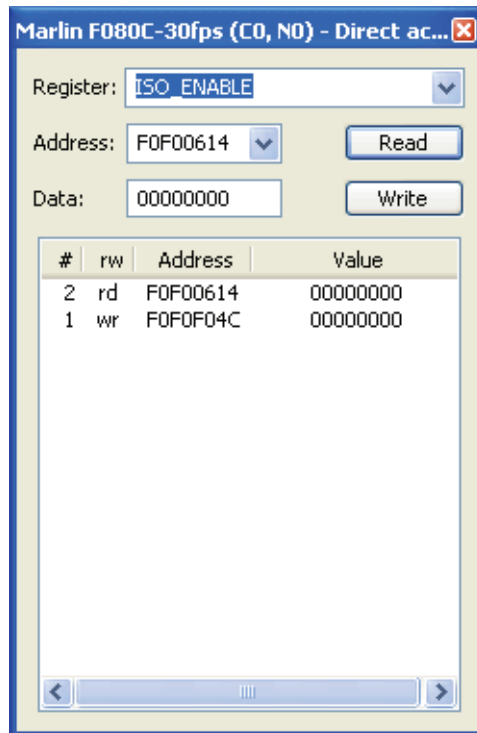 Marlin F080C-30fps (C0, N0) - Direct ac...
Register: ISO_ENABLE
Address: F0F00614 Read
Data: 00000000 Write
# rw Address Value
2 rd F0F00614 00000000
1 wr F0F0F04C 00000000